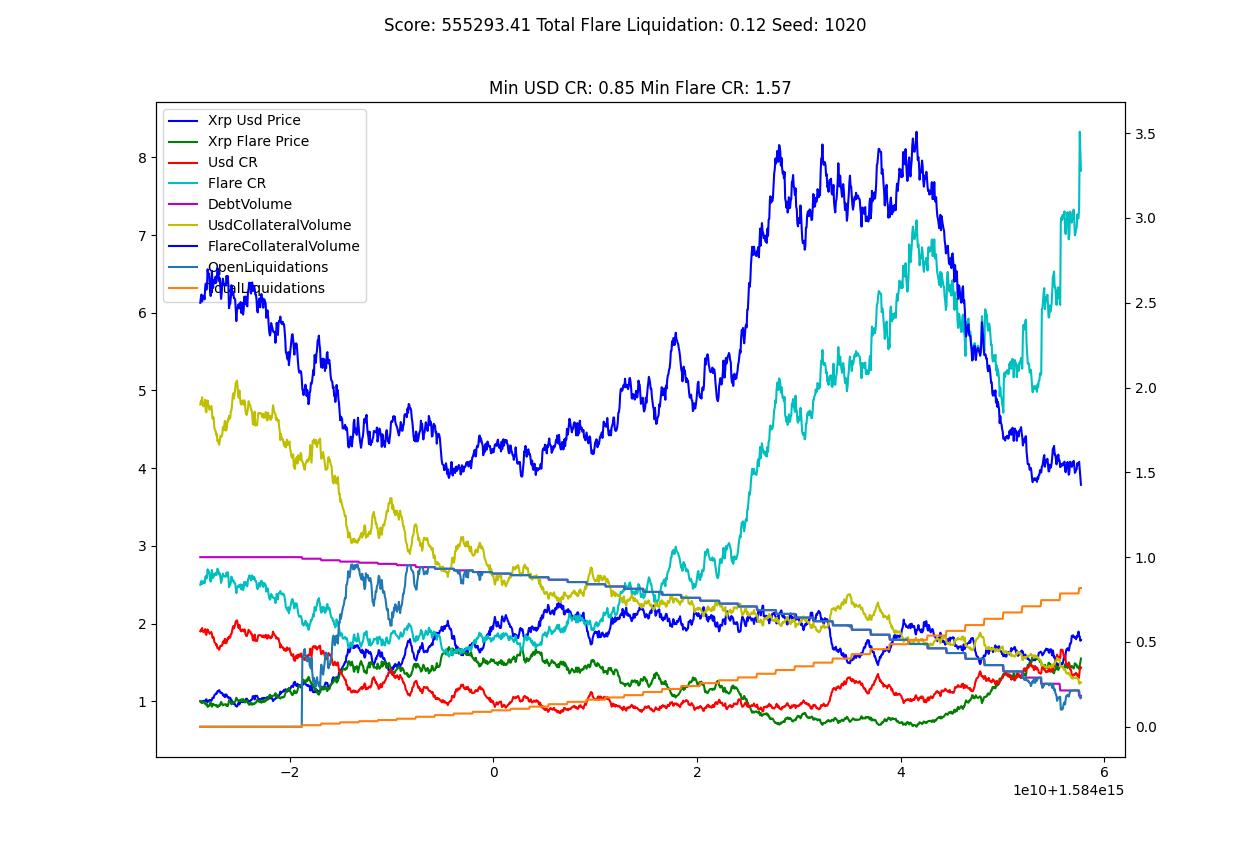 Score: 555293.41 Total Flare Liquidation: 0.12 Seed: 1020
Min USD CR: 0.85 Min Flare CR: 1.57
Xrp Usd Price
Xrp Flare Price
Usd CR
Flare CR
DebtVolume
UsdCollateralVolume
FlareCollateralVolume
OpenLiquidations
TotalLiquidations
8
7
6
5
4
3
2
1
3.5
3.0
2.5
2.0
1.5
1.0
0.5
0.0
−2 0 2 4 6
1e10+1.584e15